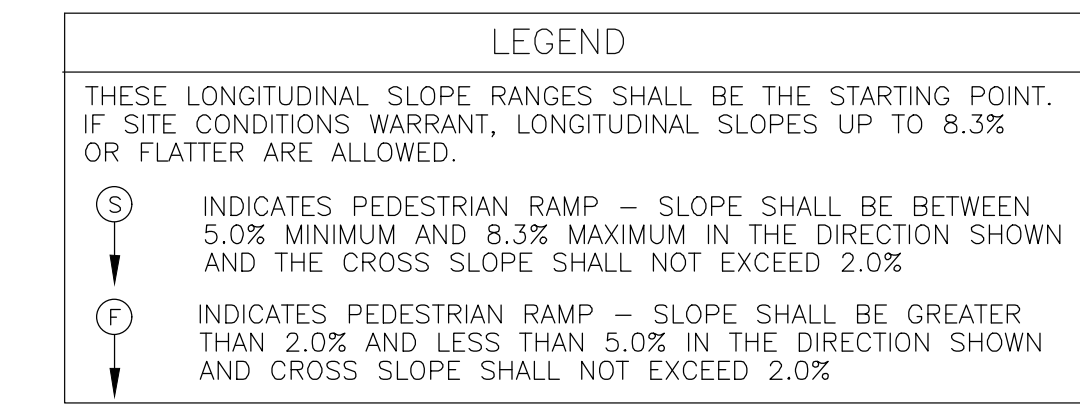 LEGEND
THESE LONGITUDINAL SLOPE RANGES SHALL BE THE STARTING POINT.
IF SITE CONDITIONS WARRANT, LONGITUDINAL SLOPES UP TO 8.3%
OR FLATTER ARE ALLOWED.
S INDICATES PEDESTRIAN RAMP – SLOPE SHALL BE BETWEEN
5.0% MINIMUM AND 8.3% MAXIMUM IN THE DIRECTION SHOWN
AND THE CROSS SLOPE SHALL NOT EXCEED 2.0%
F INDICATES PEDESTRIAN RAMP – SLOPE SHALL BE GREATER
THAN 2.0% AND LESS THAN 5.0% IN THE DIRECTION SHOWN
AND CROSS SLOPE SHALL NOT EXCEED 2.0%